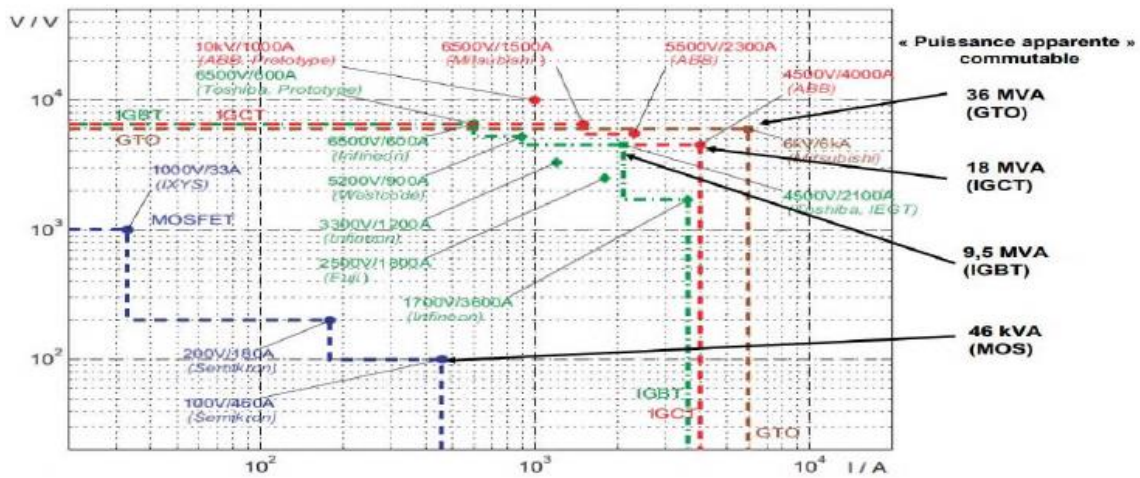 V / V
10kV/1000A
(ABB, Prototype)
6500V/600A
(Toshiba, Prototype)
6500V/1500A
(Mitsubishi)
5500V/2300A
(ABB)
« Puissance apparente »
commutable
4500V/4000A
(ABB)
36 MVA
(GTO)
10⁴
IGBT
IGCT
GTO
6500V/600A
(Infineon)
6kV/6kA
(Mitsubishi)
1000V/33A
(IXYS)
5200V/900A
(Westcode)
18 MVA
(IGCT)
4500V/2100A
(Toshiba, IEGT)
MOSFET
10³
3300V/1200A
(Infineon)
2500V/1800A
(Fuji)
9,5 MVA
(IGBT)
1700V/3600A
(Infineon)
46 kVA
(MOS)
200V/180A
(Semikron)
10²
100V/460A
(Semikron)
IGBT
IGCT
GTO
10²
10³
10⁴
I / A